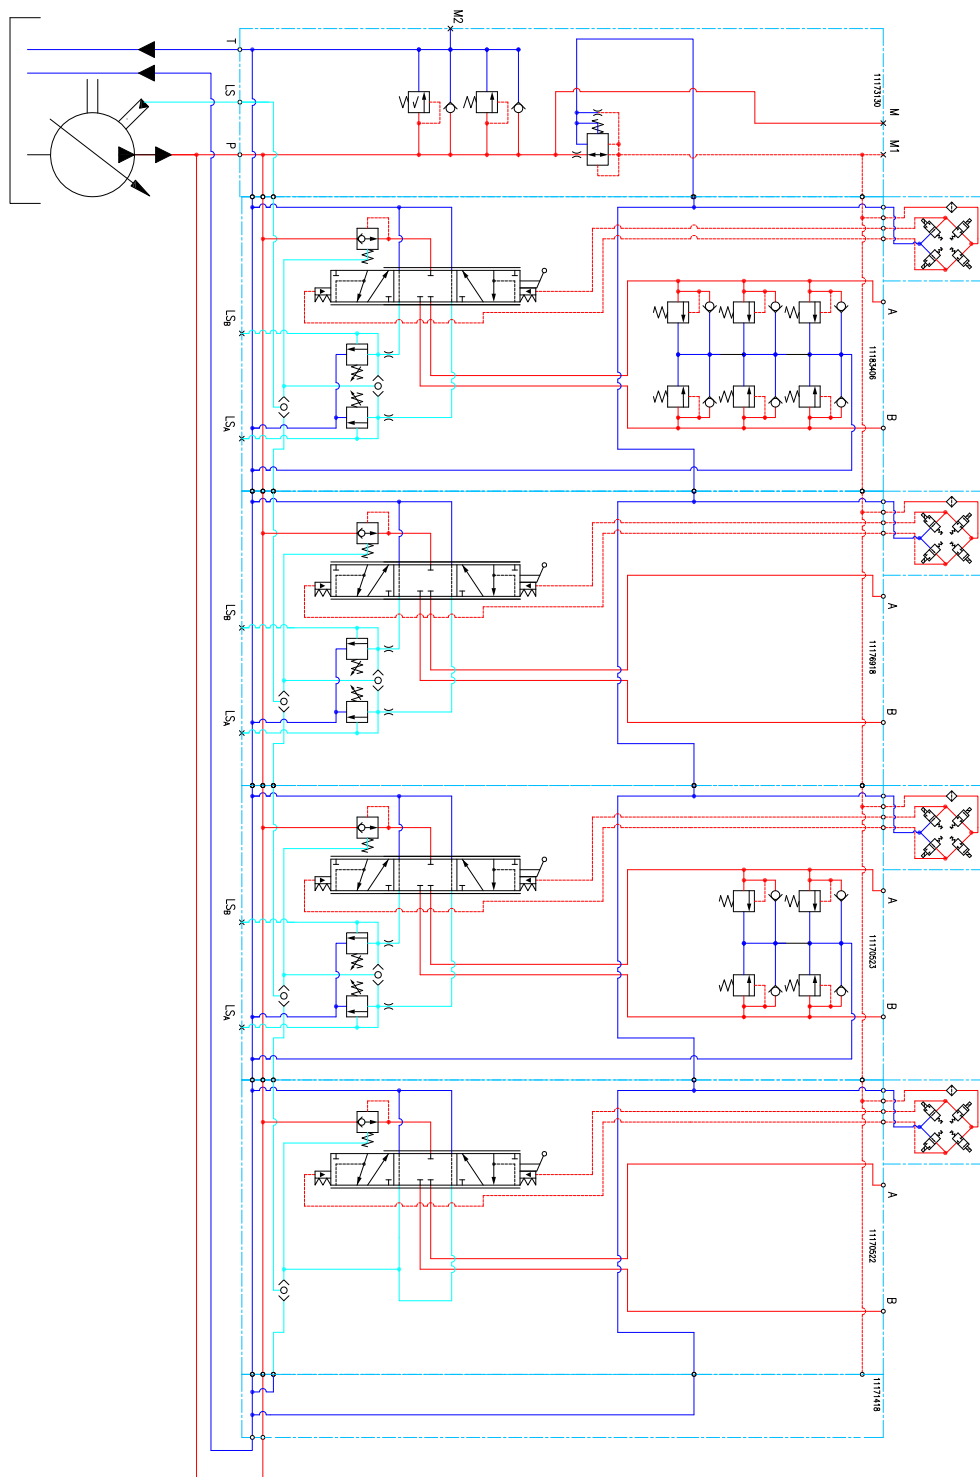 M2
T
LS
P
11173130
M
M1
A
11183406
B
LSB
LSA
A
11176918
B
LSB
LSA
A
11170523
B
LSB
LSA
A
11170522
B
11171418